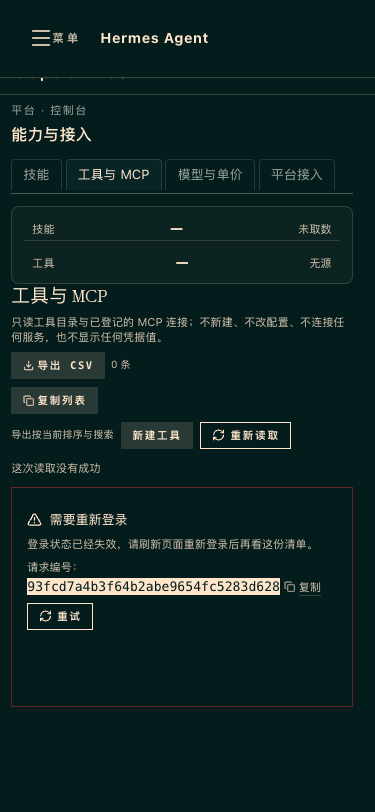 菜单
Hermes Agent
平台 · 控制台
能力与接入
技能
工具与 MCP
模型与单价
平台接入
技能 — 未取数
工具 — 无源
工具与 MCP
只读工具目录与已登记的 MCP 连接；不新建、不改配置、不连接任
何服务，也不显示任何凭据值。
导出 CSV
0 条
复制列表
导出按当前排序与搜索
新建工具
重新读取
这次读取没有成功
需要重新登录
登录状态已经失效，请刷新页面重新登录后再看这份清单。
请求编号:
93fcd7a4b3f64b2abe9654fc5283d628
复制
重试